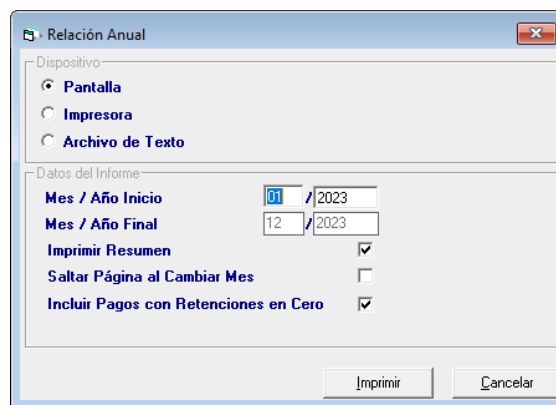 Relación Anual
Dispositivo
Pantalla
Impresora
Archivo de Texto
Datos del Informe
Mes / Año Inicio 01 / 2023
Mes / Año Final 12 / 2023
Imprimir Resumen
Saltar Página al Cambiar Mes
Incluir Pagos con Retenciones en Cero
Imprimir Cancelar